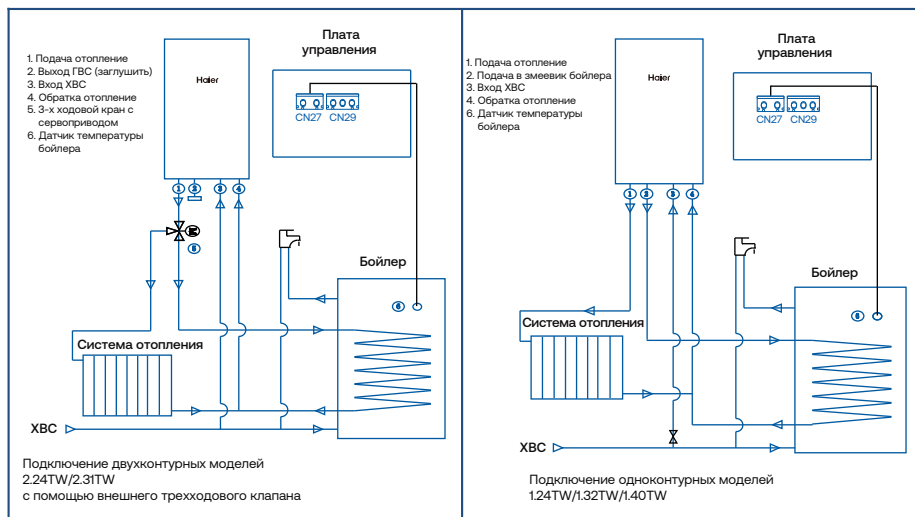 1. Подача отопление
2. Выход ГВС (заглушить)
3. Вход ХВС
4. Обратка отопление
5. 3-х ходовой кран с
сервоприводом
6. Датчик температуры
бойлера
Haier
Плата
управления
CN27 CN29
1 2 3 4
M
5
Бойлер
6
Система отопления
ХВС
Подключение двухконтурных моделей
2.24TW/2.31TW
с помощью внешнего трехходового клапана
1. Подача отопление
2. Подача в змеевик бойлера
3. Вход ХВС
4. Обратка отопление
6. Датчик температуры
бойлера
Haier
Плата
управления
CN27 CN29
1 2 3 4
Бойлер
6
Система отопления
ХВС
Подключение одноконтурных моделей
1.24TW/1.32TW/1.40TW